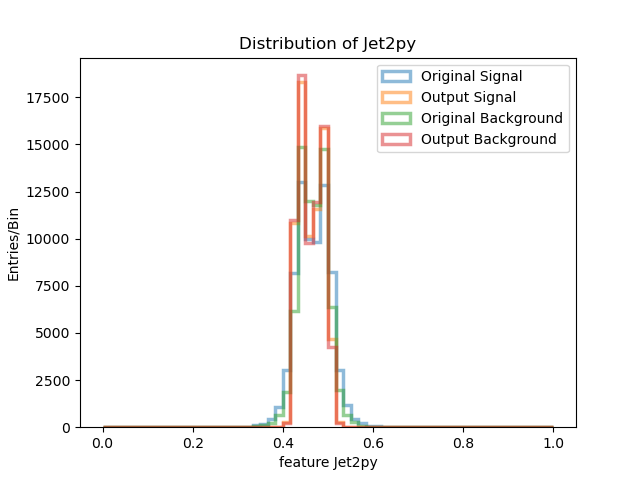 Distribution of Jet2py
Original Signal
Output Signal
Original Background
Output Background
Entries/Bin
17500
15000
12500
10000
7500
5000
2500
0
0.0 0.2 0.4 0.6 0.8 1.0
feature Jet2py